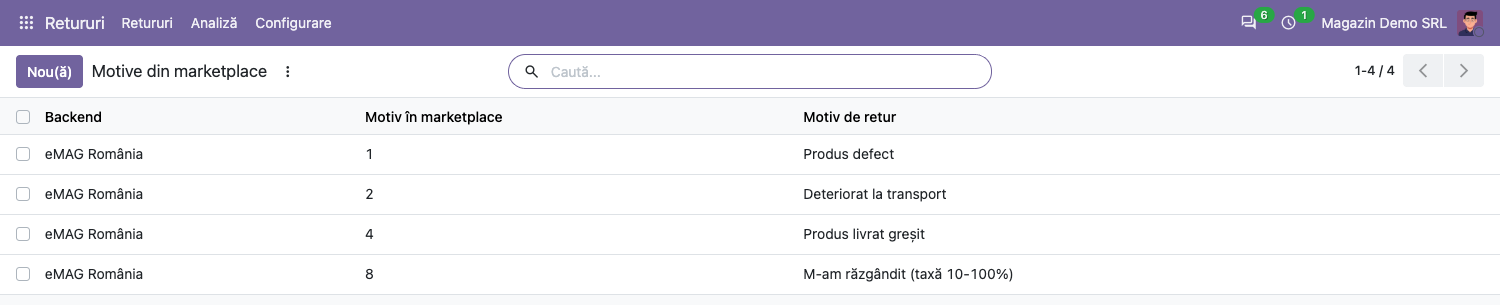 Retururi Retururi Analiză Configurare 6 1 Magazin Demo SRL
Nou(ă) Motive din marketplace Caută... 1-4 / 4
Backend Motiv în marketplace Motiv de retur
eMAG România 1 Produs defect
eMAG România 2 Deteriorat la transport
eMAG România 4 Produs livrat greșit
eMAG România 8 M-am răzgândit (taxă 10-100%)